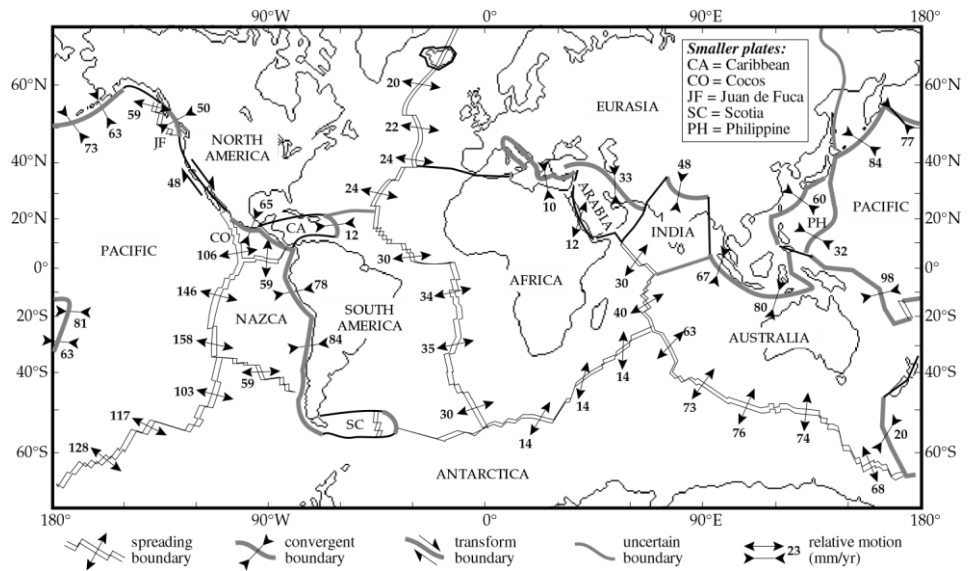 90°W 0° 90°E 180°
Smaller plates:
CA = Caribbean
CO = Cocos
JF = Juan de Fuca
SC = Scotia
PH = Philippine
60°N 60°N
40°N 40°N
20°N 20°N
0° 0°
20°S 20°S
40°S 40°S
60°S 60°S
20
EURASIA
59 50
63
73
JF
NORTH
AMERICA
22
77
84
24
48
24
33
48
10
60
65
ARABIA
PACIFIC
CO
CA
12
12
INDIA
PH
PACIFIC
32
106
59
30
AFRICA
30
67
98
146
78
34
40
80
81
NAZCA
SOUTH
AMERICA
AUSTRALIA
158
84
35
63
63
14
59
103
14
73
117
SC
30
14
76
74
20
128
68
ANTARCTICA
180° 90°W 0° 90°E 180°
spreading
boundary
convergent
boundary
transform
boundary
uncertain
boundary
23
relative motion
(mm/yr)